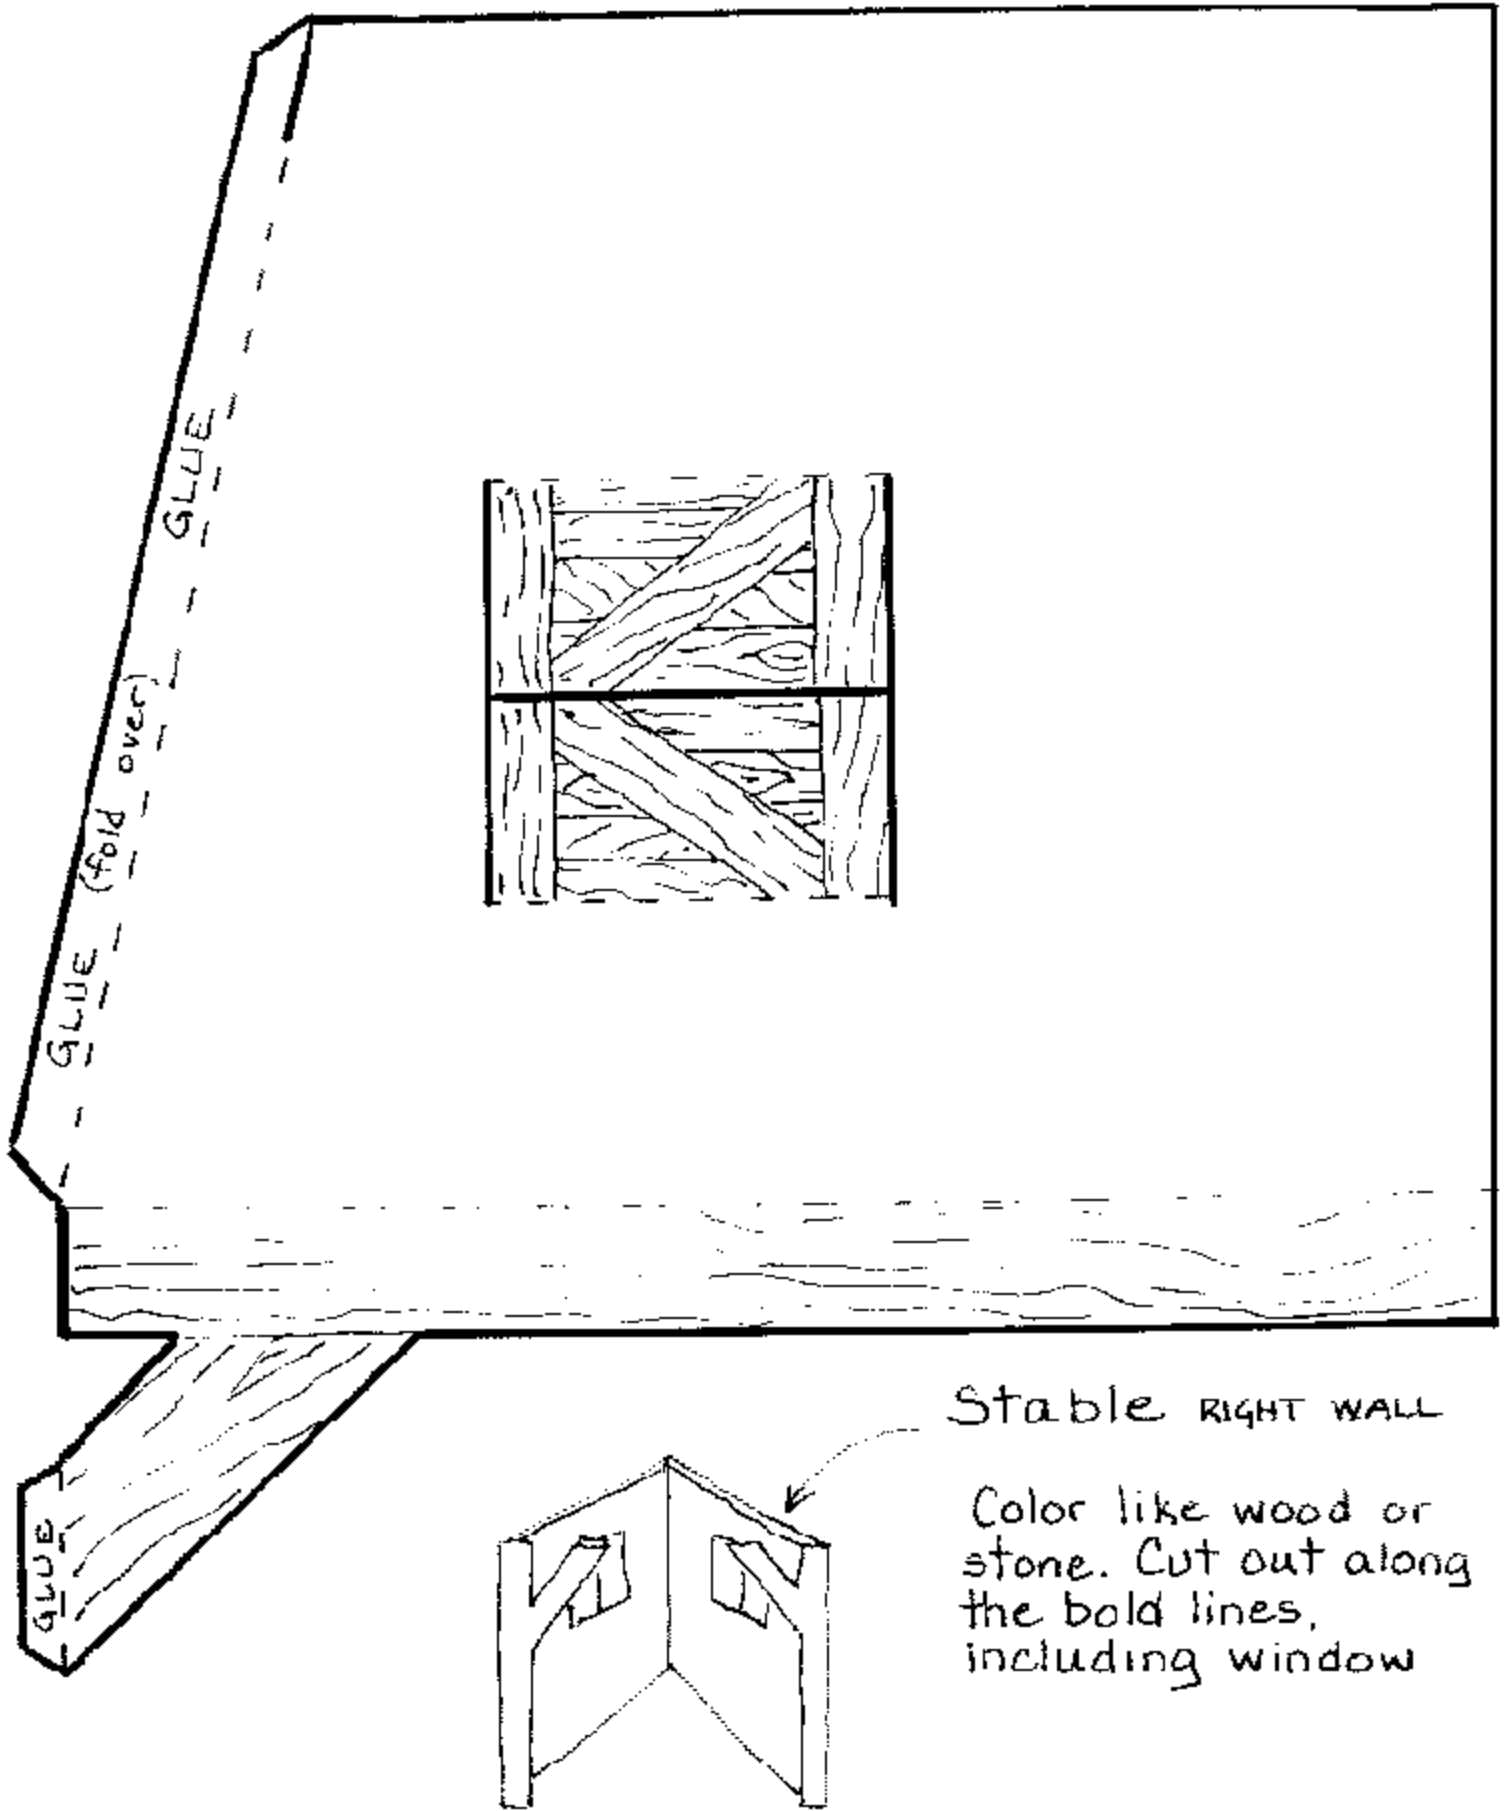 GLUE
GLUE (fold over)
GLUE
Stable RIGHT WALL
Color like wood or
stone. Cut out along
the bold lines,
including window